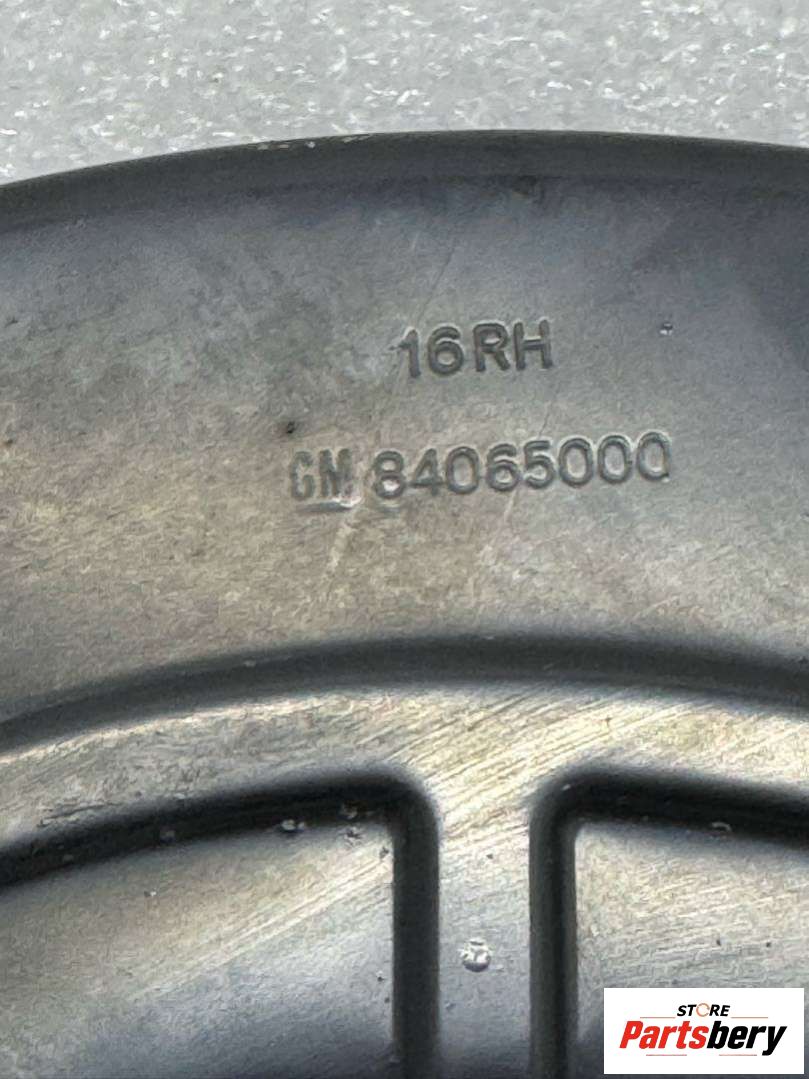 16RH
GM 84065000
STORE
Partsbery